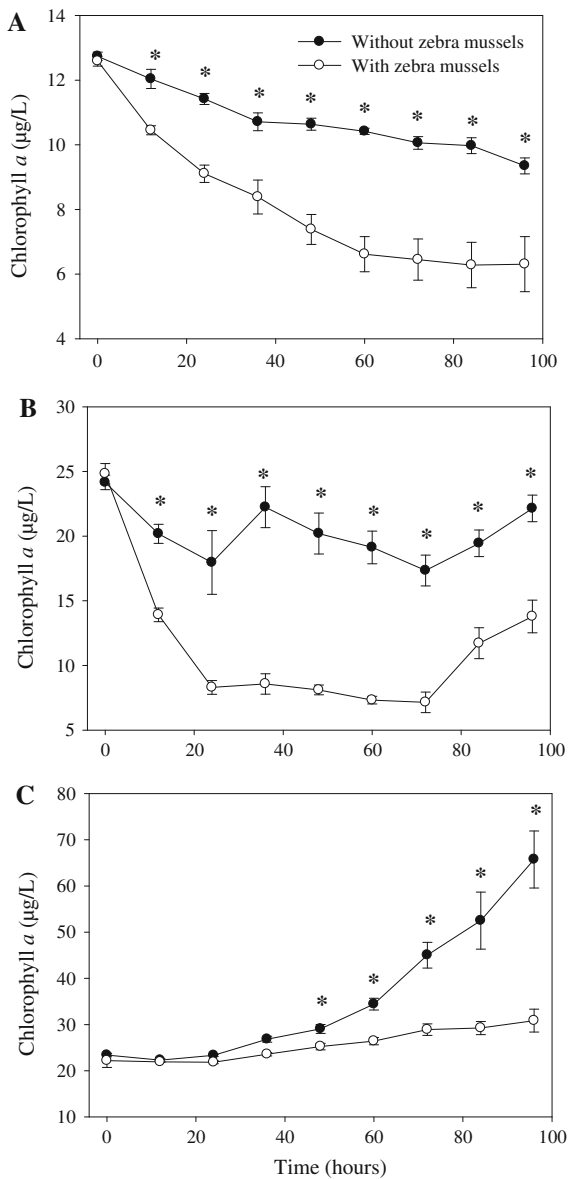 A
14
12
10
8
6
4
Chlorophyll a (µg/L)
Without zebra mussels
With zebra mussels
* * * * * * * *
0 20 40 60 80 100
B
30
25
20
15
10
5
Chlorophyll a (µg/L)
* * * * * * * *
0 20 40 60 80 100
C
80
70
60
50
40
30
20
10
Chlorophyll a (µg/L)
* * * * *
0 20 40 60 80 100
Time (hours)